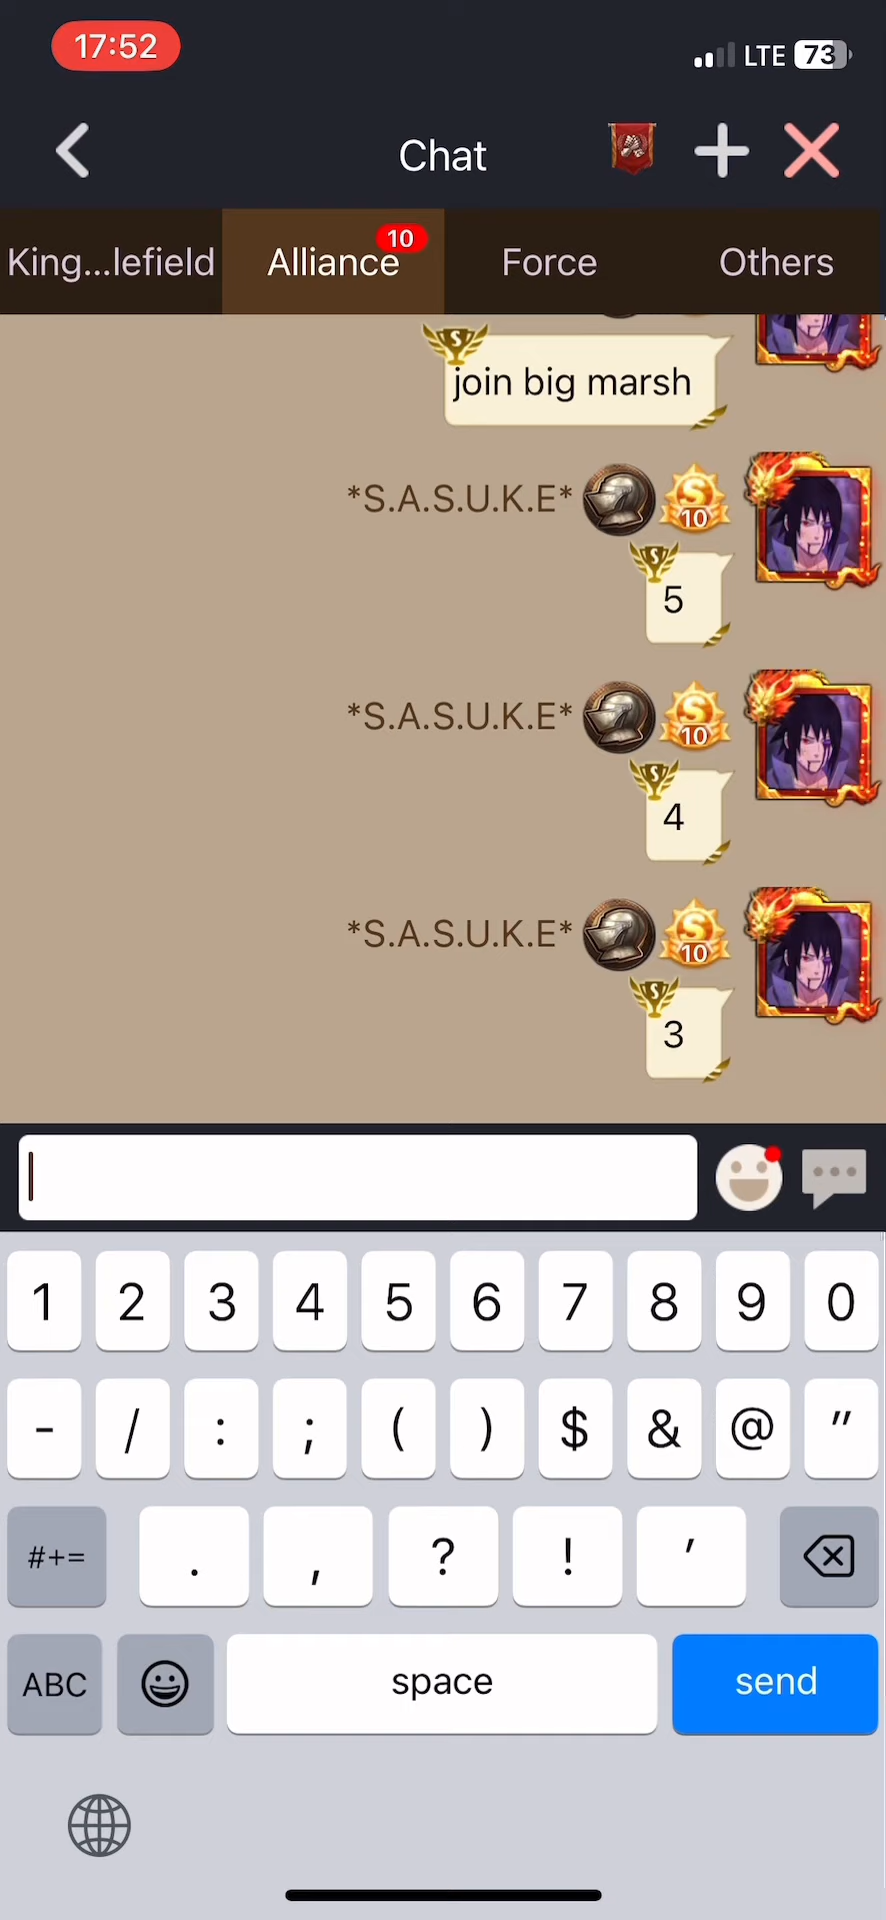 17:52
LTE 73
Chat
King...lefield
Alliance
10
Force
Others
S
join big marsh
*S.A.S.U.K.E*
S
10
S
5
*S.A.S.U.K.E*
S
10
S
4
*S.A.S.U.K.E*
S
10
S
3
1 2 3 4 5 6 7 8 9 0
- / : ; ( ) $ & @ "
#+= . , ? ! '
ABC space send